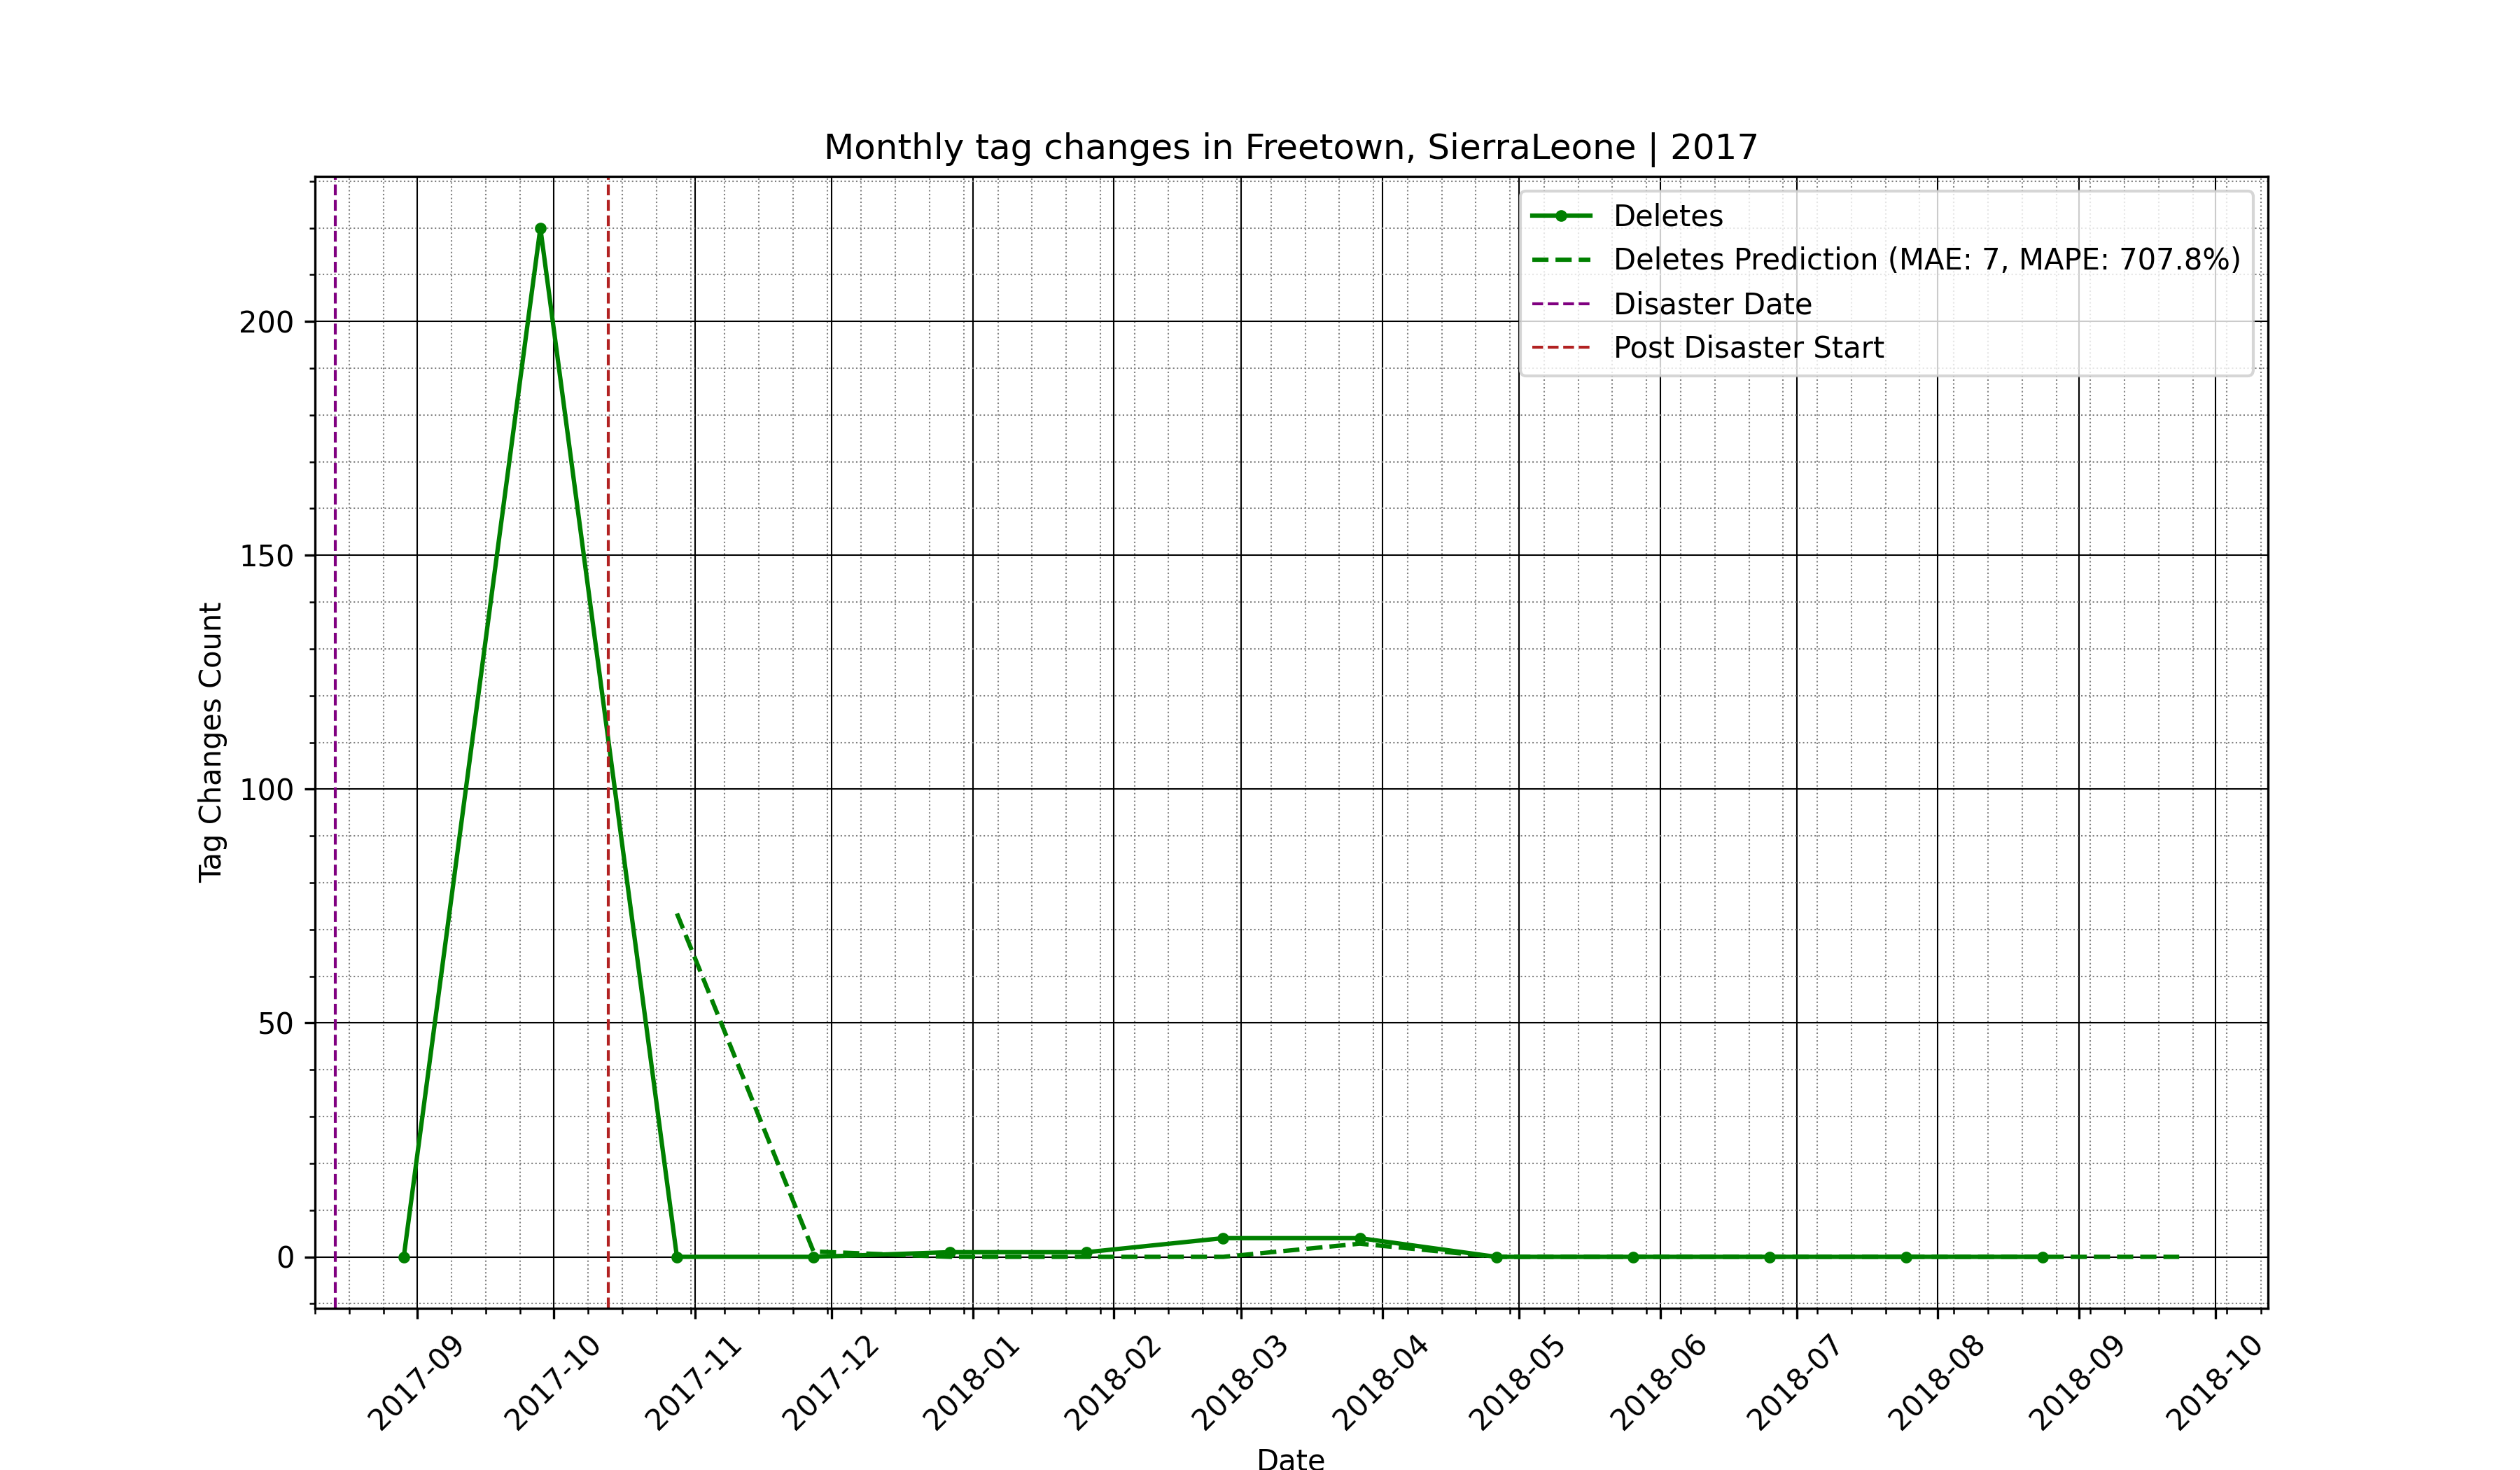 Monthly tag changes in Freetown, SierraLeone | 2017
Deletes
Deletes Prediction (MAE: 7, MAPE: 707.8%)
Disaster Date
Post Disaster Start
Tag Changes Count
200
150
100
50
0
2017-09
2017-10
2017-11
2017-12
2018-01
2018-02
2018-03
2018-04
2018-05
2018-06
2018-07
2018-08
2018-09
2018-10
Date